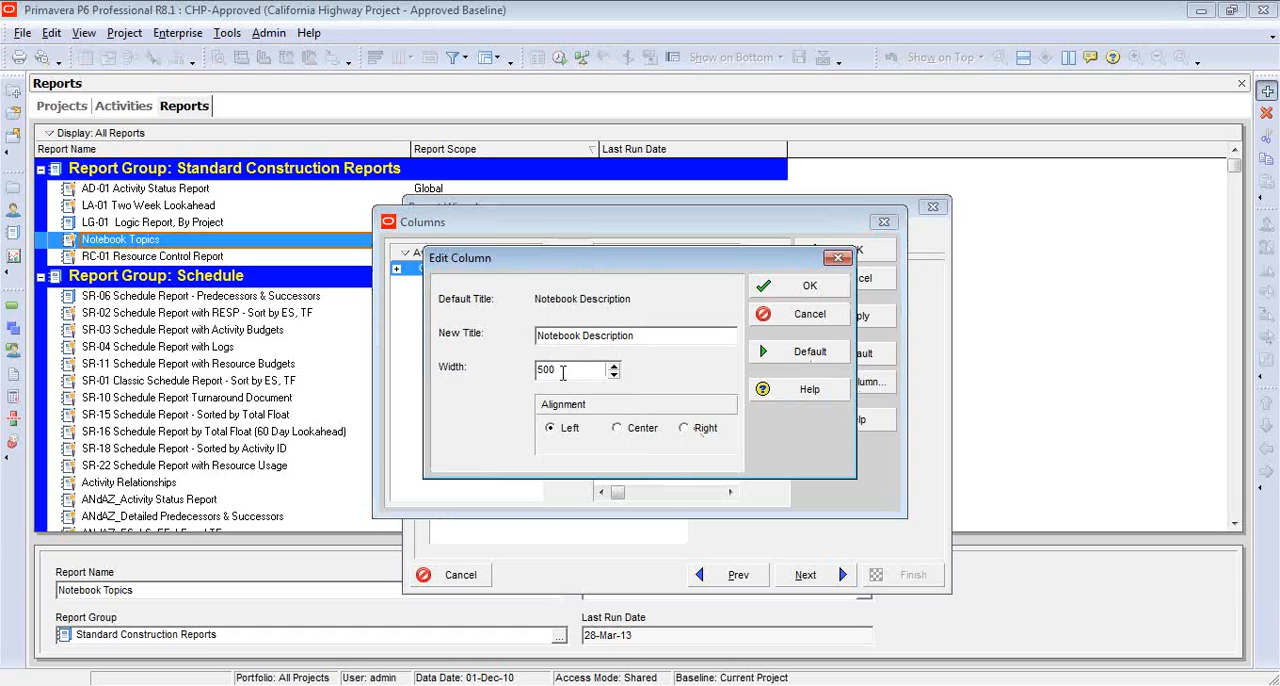 Primavera P6 Professional R8.1 : CHP-Approved (California Highway Project - Approved Baseline)
File Edit View Project Enterprise Tools Admin Help
Show on Bottom
Show on Top
Reports
Projects Activities Reports
Display: All Reports
Report Name Report Scope Last Run Date
Report Group: Standard Construction Reports
AD-01 Activity Status Report Global
LA-01 Two Week Lookahead
LG-01 Logic Report, By Project
Notebook Topics
RC-01 Resource Control Report
Report Group: Schedule
SR-06 Schedule Report - Predecessors & Successors
SR-02 Schedule Report with RESP - Sort by ES, TF
SR-03 Schedule Report with Activity Budgets
SR-04 Schedule Report with Logs
SR-11 Schedule Report with Resource Budgets
SR-01 Classic Schedule Report - Sort by ES, TF
SR-10 Schedule Report Turnaround Document
SR-15 Schedule Report - Sorted by Total Float
SR-16 Schedule Report by Total Float (60 Day Lookahead)
SR-18 Schedule Report - Sorted by Activity ID
SR-22 Schedule Report with Resource Usage
Activity Relationships
ANdAZ_Activity Status Report
ANdAZ_Detailed Predecessors & Successors
Columns
Edit Column
Default Title: Notebook Description
New Title: Notebook Description
Width: 500
Alignment
Left Center Right
OK
Cancel
Default
Help
Cancel Prev Next Finish
Report Name
Notebook Topics
Report Group Last Run Date
Standard Construction Reports ... 28-Mar-13
Portfolio: All Projects User: admin Data Date: 01-Dec-10 Access Mode: Shared Baseline: Current Project